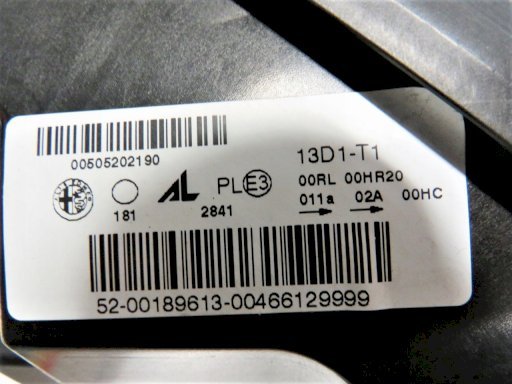 00505202190
13D1-T1
AL PL E3
00RL 00HR20
181 2841
011a 02A 00HC
52-00189613-00466129999